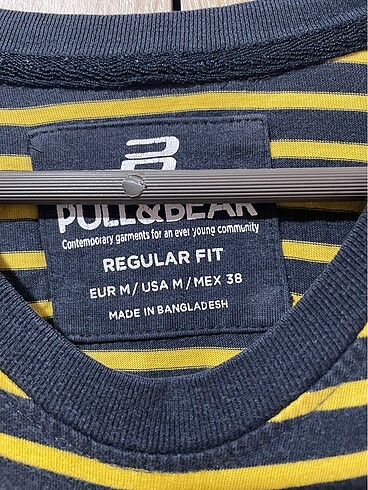 PULL&BEAR
Contemporary garments for an ever young community
REGULAR FIT
EUR M / USA M / MEX 38
MADE IN BANGLADESH